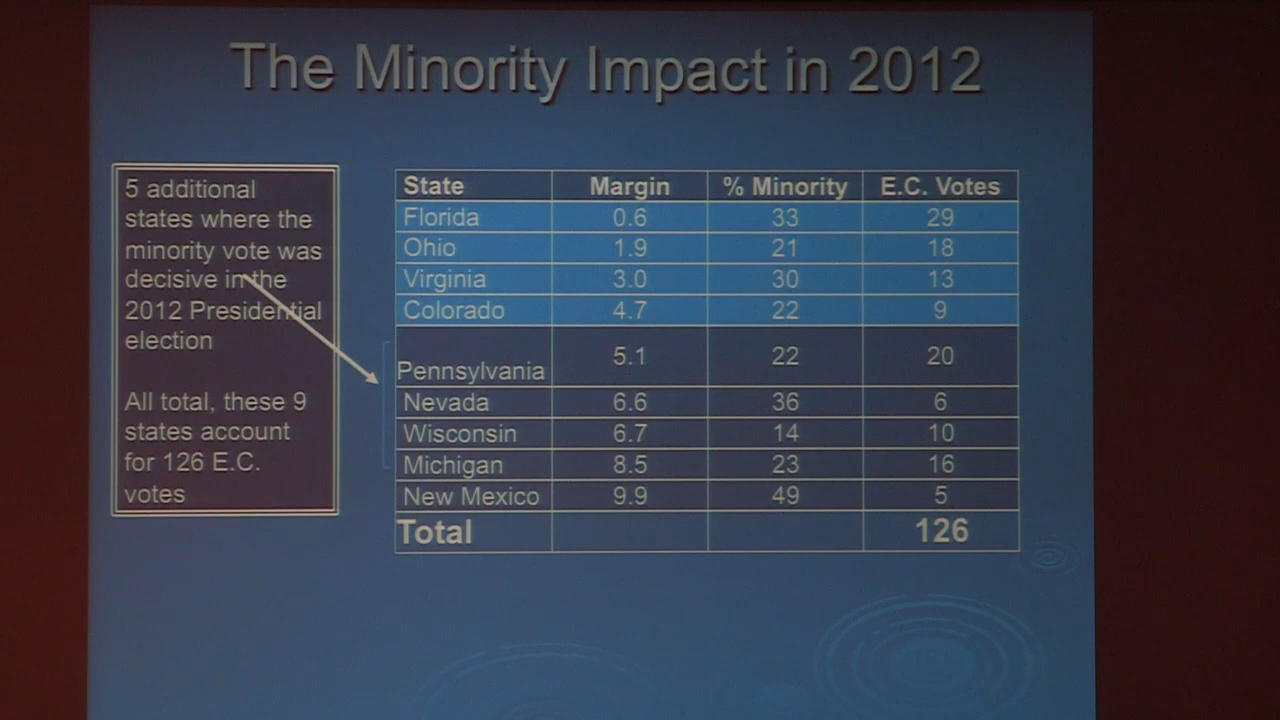 The Minority Impact in 2012
5 additional
states where the
minority vote was
decisive in the
2012 Presidential
election
All total, these 9
states account
for 126 E.C.
votes
State Margin % Minority E.C. Votes
Florida 0.6 33 29
Ohio 1.9 21 18
Virginia 3.0 30 13
Colorado 4.7 22 9
Pennsylvania 5.1 22 20
Nevada 6.6 36 6
Wisconsin 6.7 14 10
Michigan 8.5 23 16
New Mexico 9.9 49 5
Total 126